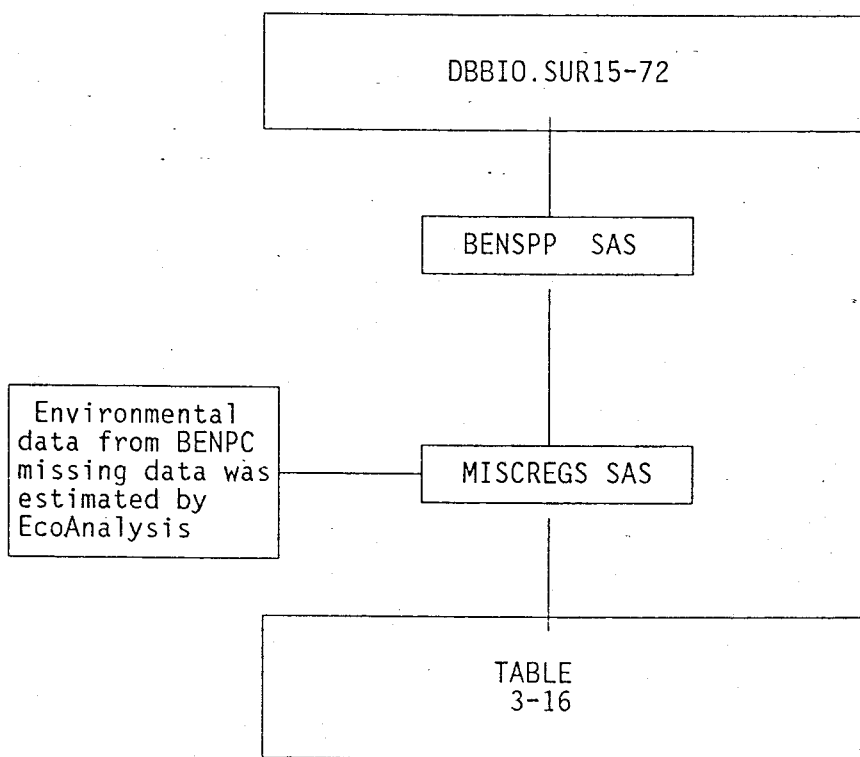 DBBIO.SUR15-72
BENSPP SAS
Environmental
data from BENPC
missing data was
estimated by
EcoAnalysis
MISCREGS SAS
TABLE
3-16